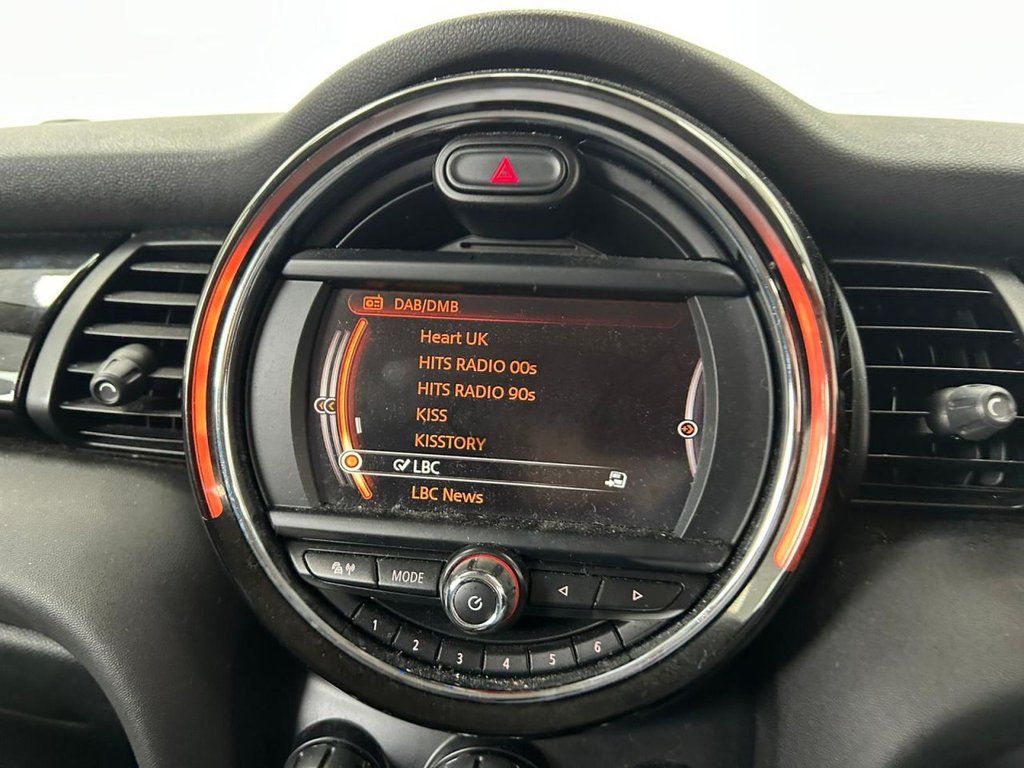 DAB/DMB
Heart UK
HITS RADIO 00s
HITS RADIO 90s
KISS
KISSTORY
LBC
LBC News
MODE
1 2 3 4 5 6